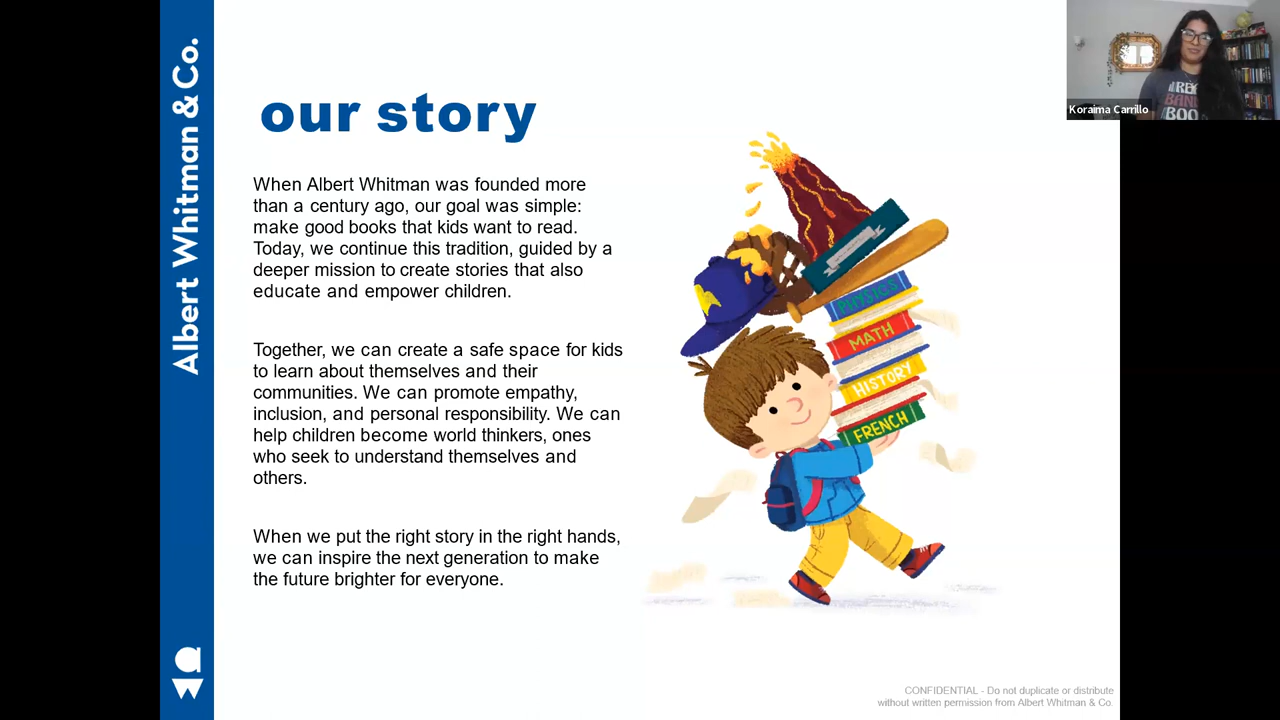 Albert Whitman & Co.
our story
When Albert Whitman was founded more
than a century ago, our goal was simple:
make good books that kids want to read.
Today, we continue this tradition, guided by a
deeper mission to create stories that also
educate and empower children.
Together, we can create a safe space for kids
to learn about themselves and their
communities. We can promote empathy,
inclusion, and personal responsibility. We can
help children become world thinkers, ones
who seek to understand themselves and
others.
When we put the right story in the right hands,
we can inspire the next generation to make
the future brighter for everyone.
PHYSICS
MATH
HISTORY
FRENCH
Koraima Carrillo
CONFIDENTIAL - Do not duplicate or distribute
without written permission from Albert Whitman & Co.